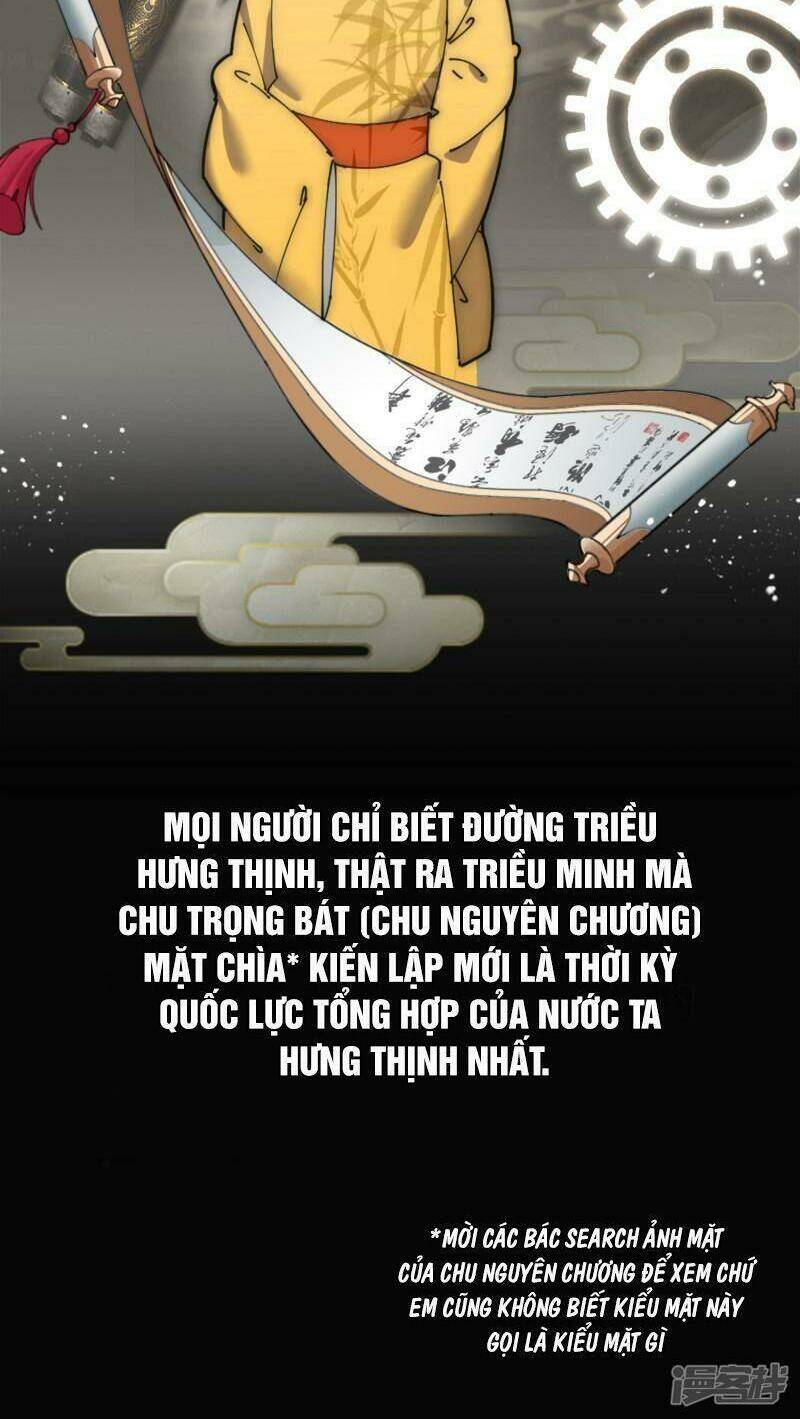 MỌI NGƯỜI CHỈ BIẾT ĐƯỜNG TRIỀU
HƯNG THỊNH, THẬT RA TRIỀU MINH MÀ
CHU TRỌNG BÁT (CHU NGUYÊN CHƯƠNG)
MẶT CHÌA* KIẾN LẬP MỚI LÀ THỜI KỲ
QUỐC LỰC TỔNG HỢP CỦA NƯỚC TA
HƯNG THỊNH NHẤT.
*MỜI CÁC BÁC SEARCH ẢNH MẶT
CỦA CHU NGUYÊN CHƯƠNG ĐỂ XEM CHỨ
EM CŨNG KHÔNG BIẾT KIỂU MẶT NÀY
GỌI LÀ KIỂU MẶT GÌ
漫客栈